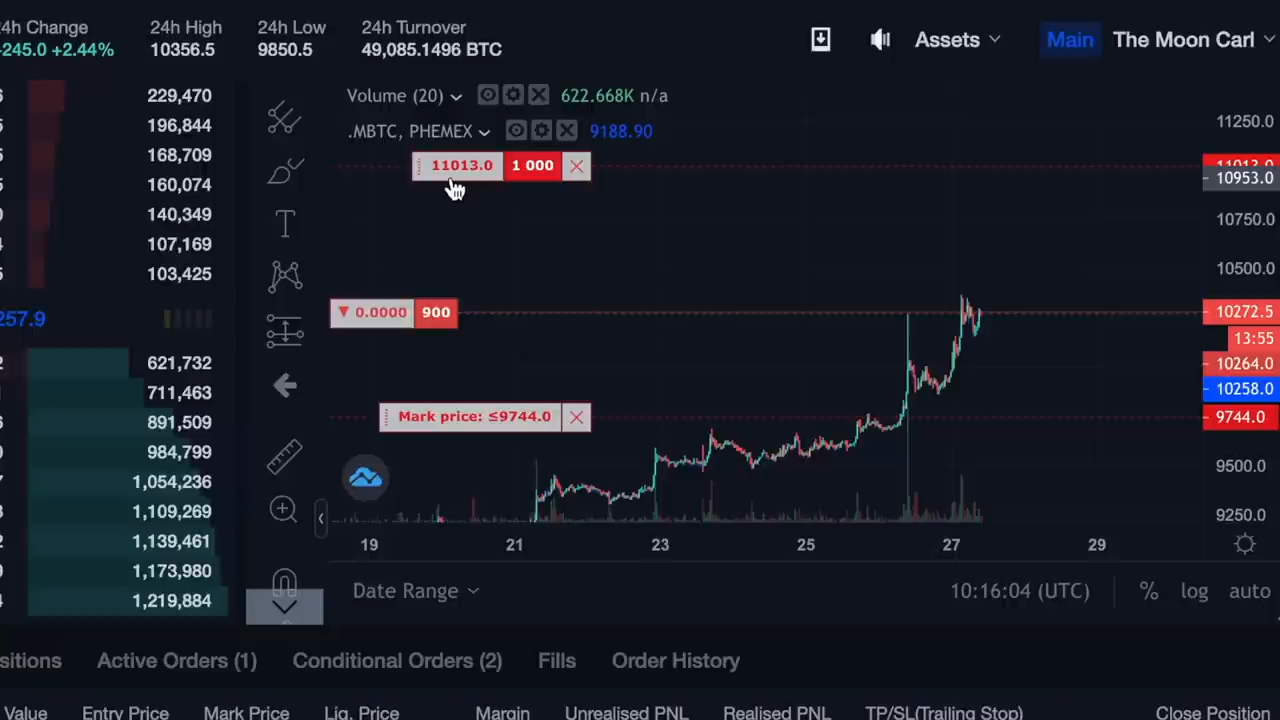 4h Change 24h High 24h Low 24h Turnover
245.0 +2.44% 10356.5 9850.5 49,085.1496 BTC
Assets Main The Moon Carl
229,470
196,844
168,709
160,074
140,349
107,169
103,425
257.9
621,732
711,463
891,509
984,799
1,054,236
1,109,269
1,139,461
1,173,980
1,219,884
Volume (20) 622.668K n/a
.MBTC, PHEMEX 9188.90
11013.0 1 000
▼ 0.0000 900
Mark price: ≤9744.0
11250.0
11013.0
10953.0
10750.0
10500.0
10272.5
13:55
10264.0
10258.0
9744.0
9500.0
9250.0
19 21 23 25 27 29
Date Range 10:16:04 (UTC) % log auto
sitions Active Orders (1) Conditional Orders (2) Fills Order History
Value Entry Price Mark Price Liq. Price Margin Unrealised PNL Realised PNL TP/SL(Trailing Stop) Close Position